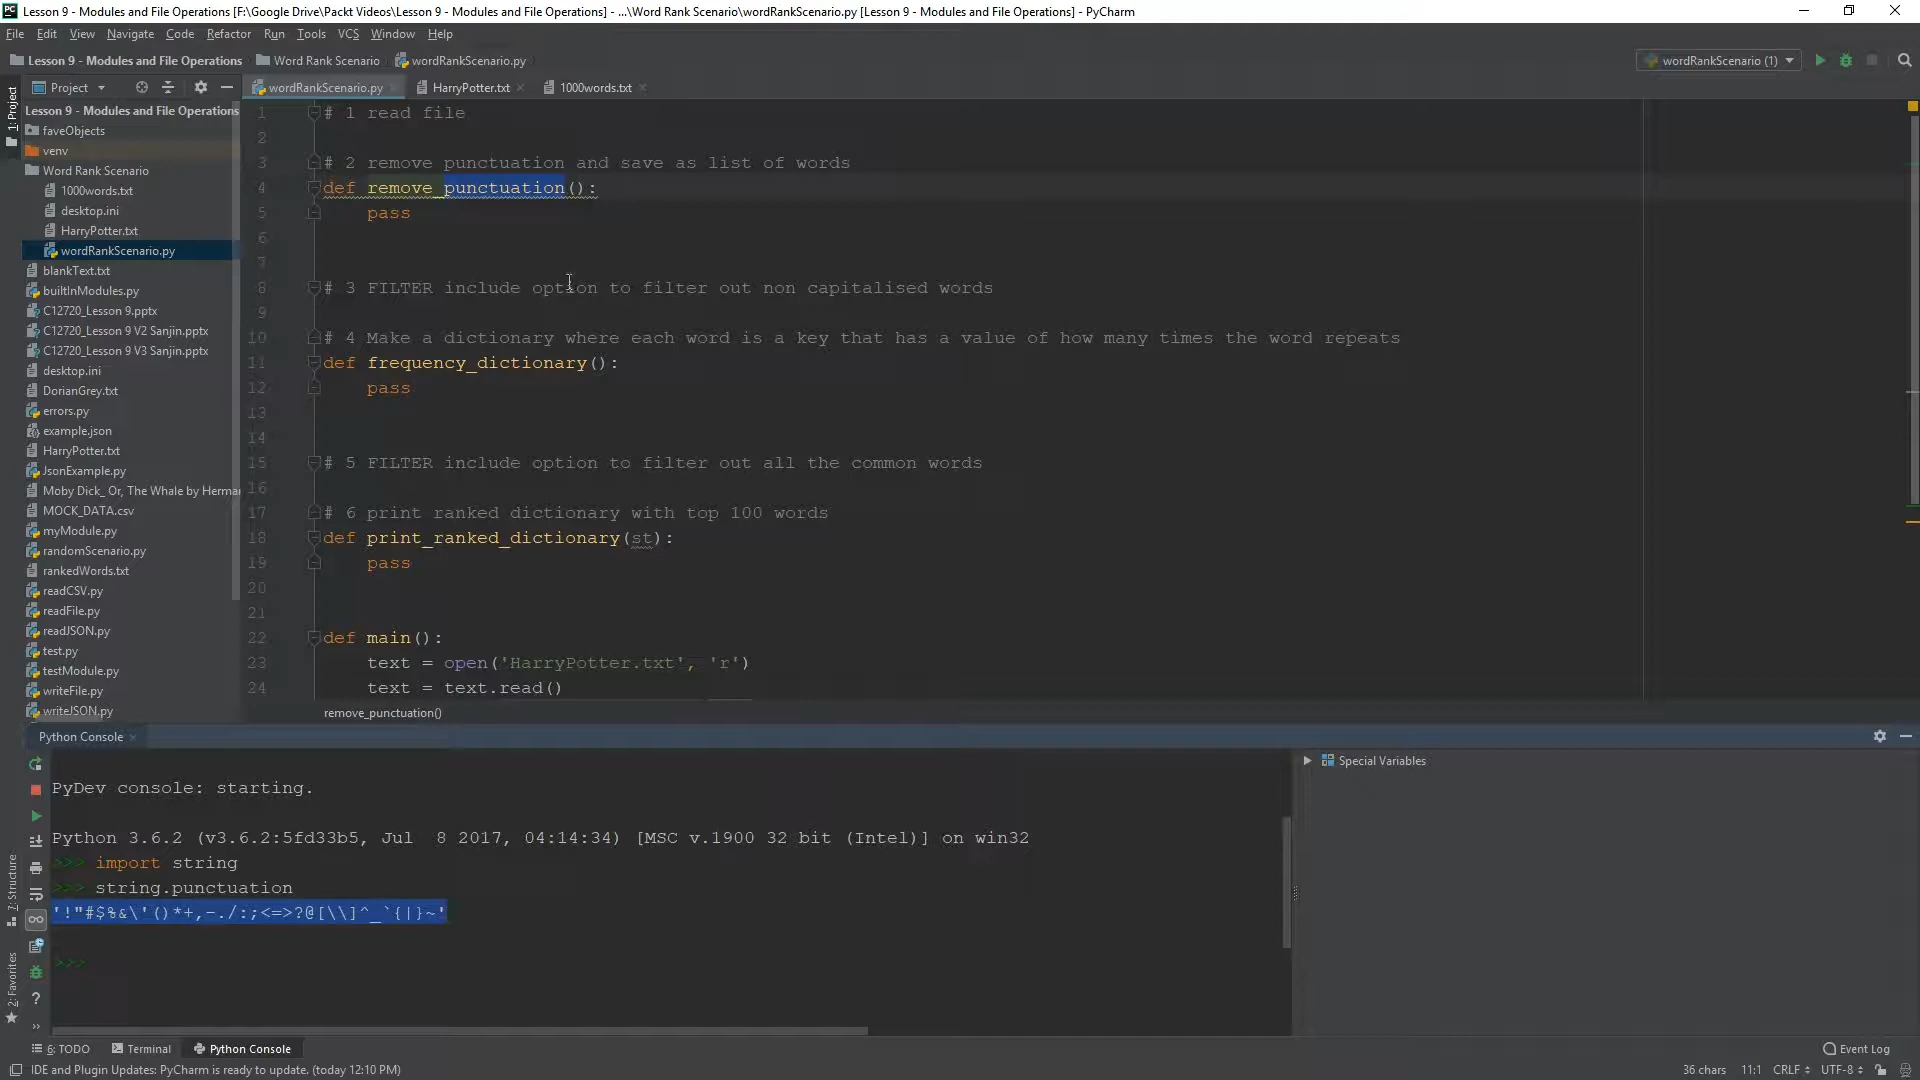 Lesson 9 - Modules and File Operations [F:\Google Drive\Packt Videos\Lesson 9 - Modules and File Operations] - ...\Word Rank Scenario\wordRankScenario.py [Lesson 9 - Modules and File Operations] - PyCharm
File Edit View Navigate Code Refactor Run Tools VCS Window Help
Lesson 9 - Modules and File Operations Word Rank Scenario wordRankScenario.py wordRankScenario (1)
1: Project
Project wordRankScenario.py HarryPotter.txt 1000words.txt
Lesson 9 - Modules and File Operations
faveObjects
venv
Word Rank Scenario
1000words.txt
desktop.ini
HarryPotter.txt
wordRankScenario.py
blankText.txt
builtInModules.py
C12720_Lesson 9.pptx
C12720_Lesson 9 V2 Sanjin.pptx
C12720_Lesson 9 V3 Sanjin.pptx
desktop.ini
DorianGrey.txt
errors.py
example.json
HarryPotter.txt
JsonExample.py
Moby Dick_ Or, The Whale by Herma
MOCK_DATA.csv
myModule.py
randomScenario.py
rankedWords.txt
readCSV.py
readFile.py
readJSON.py
test.py
testModule.py
writeFile.py
writeJSON.py
1 # 1 read file
2
3 # 2 remove punctuation and save as list of words
4 def remove_punctuation():
5 pass
6
7
8 # 3 FILTER include option to filter out non capitalised words
9
10 # 4 Make a dictionary where each word is a key that has a value of how many times the word repeats
11 def frequency_dictionary():
12 pass
13
14
15 # 5 FILTER include option to filter out all the common words
16
17 # 6 print ranked dictionary with top 100 words
18 def print_ranked_dictionary(st):
19 pass
20
21
22 def main():
23 text = open('HarryPotter.txt', 'r')
24 text = text.read()
remove_punctuation()
Python Console
Special Variables
PyDev console: starting.
Python 3.6.2 (v3.6.2:5fd33b5, Jul  8 2017, 04:14:34) [MSC v.1900 32 bit (Intel)] on win32
>>> import string
>>> string.punctuation
'!"#$%&\'()*+,-./:;<=>?@[\\]^_`{|}~'
>>>
7: Structure
2: Favorites
6: TODO Terminal Python Console Event Log
IDE and Plugin Updates: PyCharm is ready to update. (today 12:10 PM) 36 chars 11:1 CRLF UTF-8